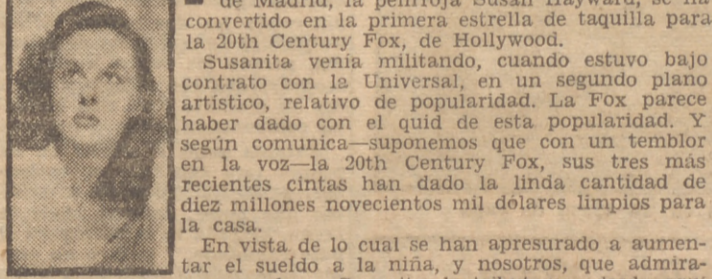 de Madrid, la pelirroja Susan Hayward, se ha
convertido en la primera estrella de taquilla para
la 20th Century Fox, de Hollywood.
Susanita venía militando, cuando estuvo bajo
contrato con la Universal, en un segundo plano
artístico, relativo de popularidad. La Fox parece
haber dado con el quid de esta popularidad. Y
según comunica—suponemos que con un temblor
en la voz—la 20th Century Fox, sus tres más
recientes cintas han dado la linda cantidad de
diez millones novecientos mil dólares limpios para
la casa.
En vista de lo cual se han apresurado a aumen-
tar el sueldo a la niña, y nosotros, que admira-